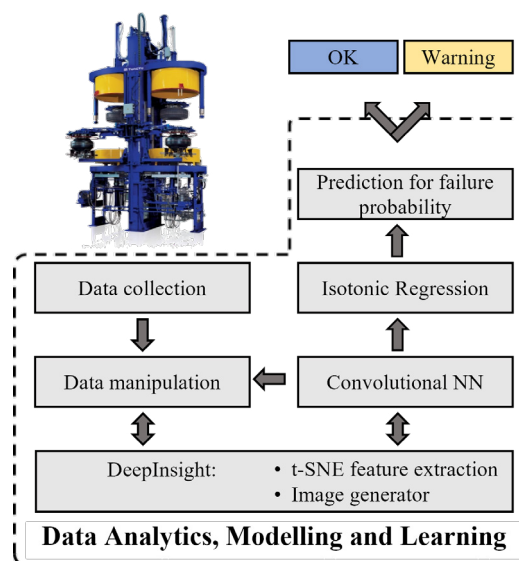 OK
Warning
Prediction for failure
probability
Data collection
Isotonic Regression
Data manipulation
Convolutional NN
DeepInsight:
• t-SNE feature extraction
• Image generator
Data Analytics, Modelling and Learning